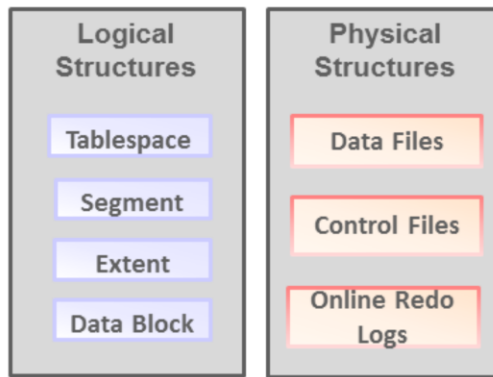 Logical
Structures
Tablespace
Segment
Extent
Data Block
Physical
Structures
Data Files
Control Files
Online Redo
Logs